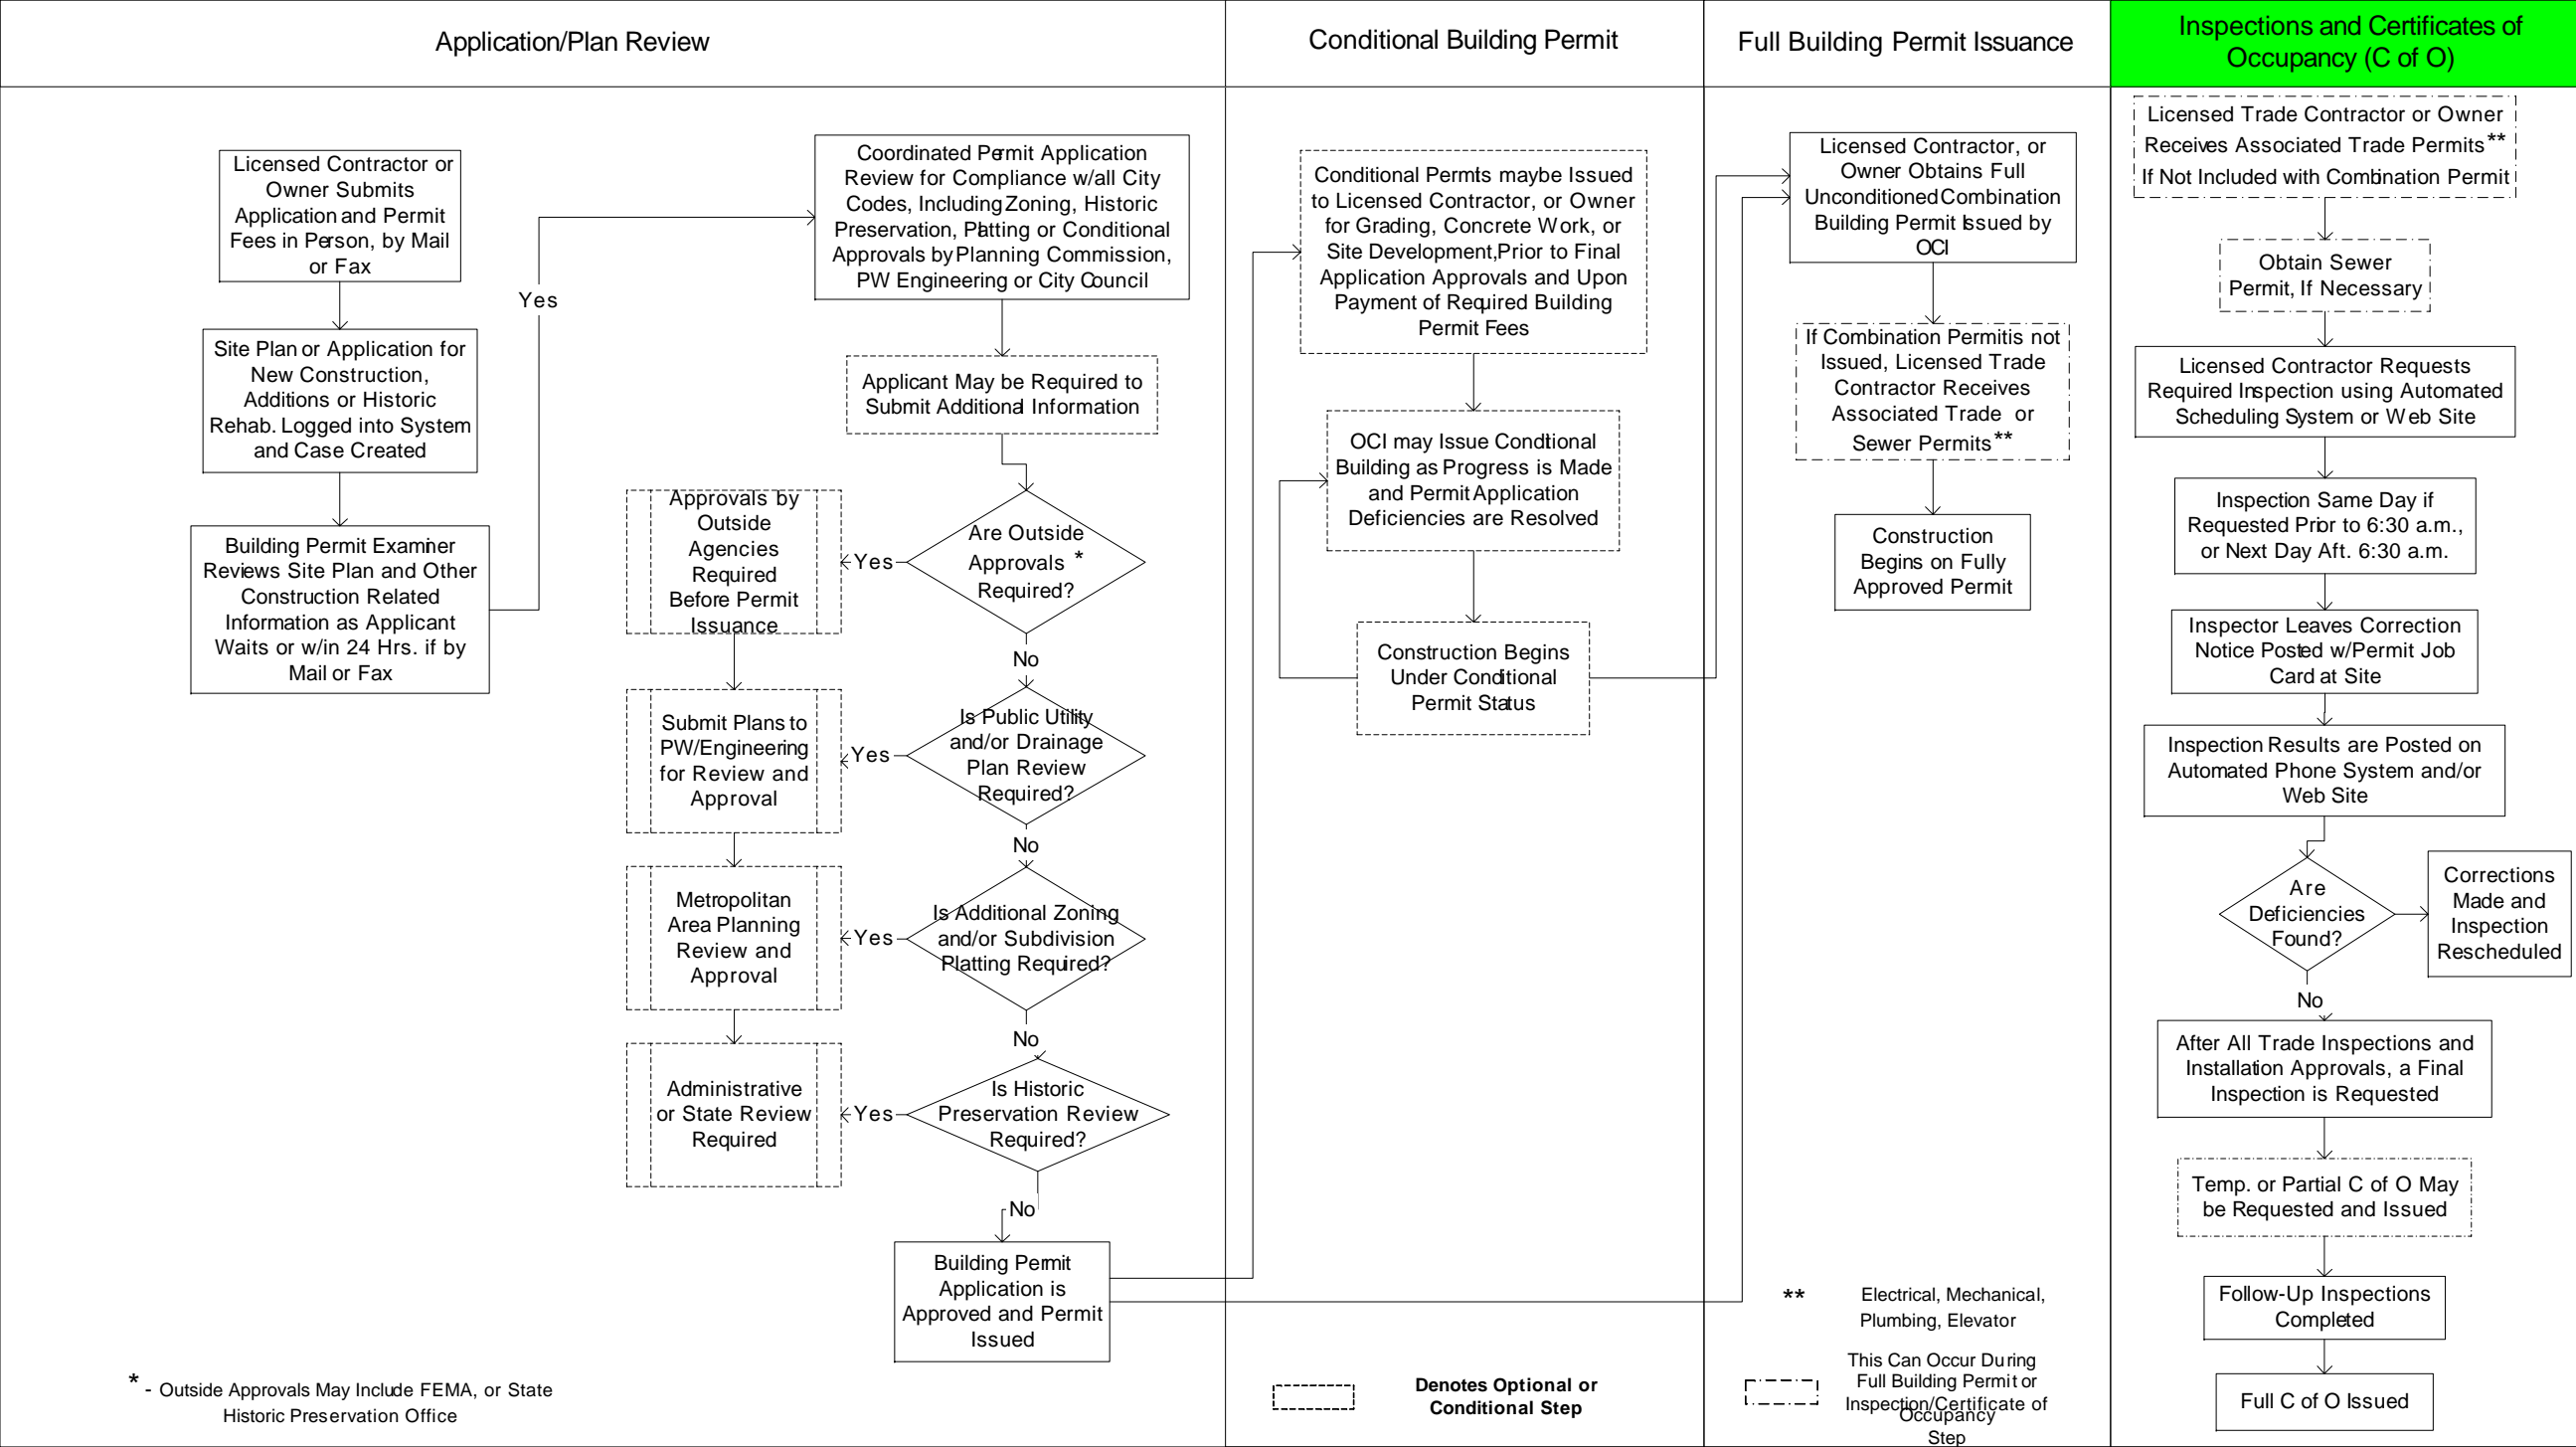 Application/Plan Review
Conditional Building Permit
Full Building Permit Issuance
Inspections and Certificates of
Occupancy (C of O)
Licensed Contractor or
Owner Submits
Application and Permit
Fees in Person, by Mail
or Fax
Site Plan or Application for
New Construction,
Additions or Historic
Rehab. Logged into System
and Case Created
Building Permit Examiner
Reviews Site Plan and Other
Construction Related
Information as Applicant
Waits or w/in 24 Hrs. if by
Mail or Fax
Yes
Coordinated Permit Application
Review for Compliance w/all City
Codes, Including Zoning, Historic
Preservation, Platting or Conditional
Approvals by Planning Commission,
PW Engineering or City Council
Applicant May be Required to
Submit Additional Information
Are Outside
Approvals *
Required?
Yes
Approvals by
Outside
Agencies
Required
Before Permit
Issuance
No
Is Public Utility
and/or Drainage
Plan Review
Required?
Yes
Submit Plans to
PW/Engineering
for Review and
Approval
No
Is Additional Zoning
and/or Subdivision
Platting Required?
Yes
Metropolitan
Area Planning
Review and
Approval
No
Is Historic
Preservation Review
Required?
Yes
Administrative
or State Review
Required
No
Building Permit
Application is
Approved and Permit
Issued
* - Outside Approvals May Include FEMA, or State
Historic Preservation Office
Conditional Permits maybe Issued
to Licensed Contractor, or Owner
for Grading, Concrete Work, or
Site Development,Prior to Final
Application Approvals and Upon
Payment of Required Building
Permit Fees
OCI may Issue Conditional
Building as Progress is Made
and Permit Application
Deficiencies are Resolved
Construction Begins
Under Conditional
Permit Status
Denotes Optional or
Conditional Step
Licensed Contractor, or
Owner Obtains Full
Unconditioned Combination
Building Permit Issued by
OCI
If Combination Permit is not
Issued, Licensed Trade
Contractor Receives
Associated Trade or
Sewer Permits**
Construction
Begins on Fully
Approved Permit
** Electrical, Mechanical,
Plumbing, Elevator
This Can Occur During
Full Building Permit or
Inspection/Certificate of
Occupancy
Step
Licensed Trade Contractor or Owner
Receives Associated Trade Permits**
If Not Included with Combination Permit
Obtain Sewer
Permit, If Necessary
Licensed Contractor Requests
Required Inspection using Automated
Scheduling System or Web Site
Inspection Same Day if
Requested Prior to 6:30 a.m.,
or Next Day Aft. 6:30 a.m.
Inspector Leaves Correction
Notice Posted w/Permit Job
Card at Site
Inspection Results are Posted on
Automated Phone System and/or
Web Site
Are
Deficiencies
Found?
Corrections
Made and
Inspection
Rescheduled
No
After All Trade Inspections and
Installation Approvals, a Final
Inspection is Requested
Temp. or Partial C of O May
be Requested and Issued
Follow-Up Inspections
Completed
Full C of O Issued